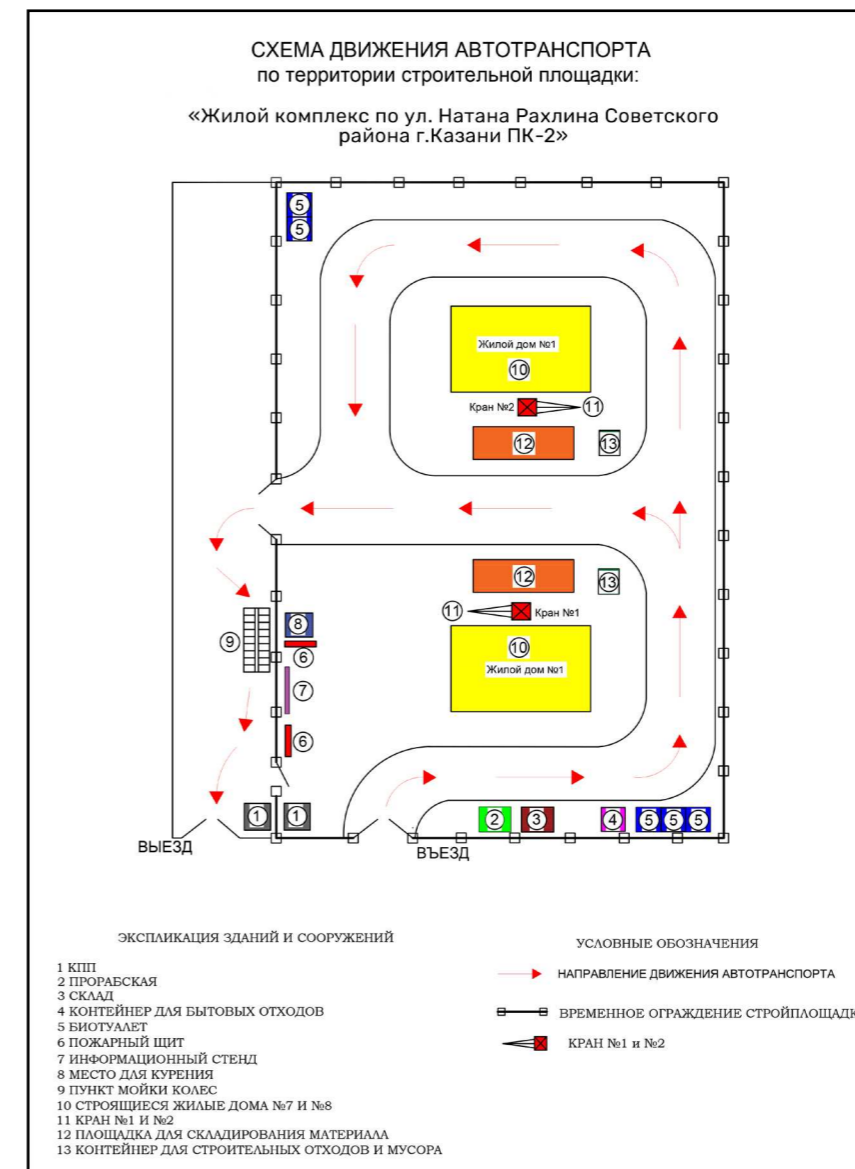 СХЕМА ДВИЖЕНИЯ АВТОТРАНСПОРТА
по территории строительной площадки:
«Жилой комплекс по ул. Натана Рахлина Советского
района г.Казани ПК-2»
5
5
Жилой дом №1
10
Кран №2
11
12
13
12
13
11
Кран №1
10
Жилой дом №1
8
9
6
7
6
1
1
2
3
4
5
5
5
ВЫЕЗД
ВЪЕЗД
ЭКСПЛИКАЦИЯ ЗДАНИЙ И СООРУЖЕНИЙ
1 КПП
2 ПРОРАБСКАЯ
3 СКЛАД
4 КОНТЕЙНЕР ДЛЯ БЫТОВЫХ ОТХОДОВ
5 БИОТУАЛЕТ
6 ПОЖАРНЫЙ ЩИТ
7 ИНФОРМАЦИОННЫЙ СТЕНД
8 МЕСТО ДЛЯ КУРЕНИЯ
9 ПУНКТ МОЙКИ КОЛЕС
10 СТРОЯЩИЕСЯ ЖИЛЫЕ ДОМА №7 И №8
11 КРАН №1 И №2
12 ПЛОЩАДКА ДЛЯ СКЛАДИРОВАНИЯ МАТЕРИАЛА
13 КОНТЕЙНЕР ДЛЯ СТРОИТЕЛЬНЫХ ОТХОДОВ И МУСОРА
УСЛОВНЫЕ ОБОЗНАЧЕНИЯ
НАПРАВЛЕНИЕ ДВИЖЕНИЯ АВТОТРАНСПОРТА
ВРЕМЕННОЕ ОГРАЖДЕНИЕ СТРОЙПЛОЩАДК
КРАН №1 и №2